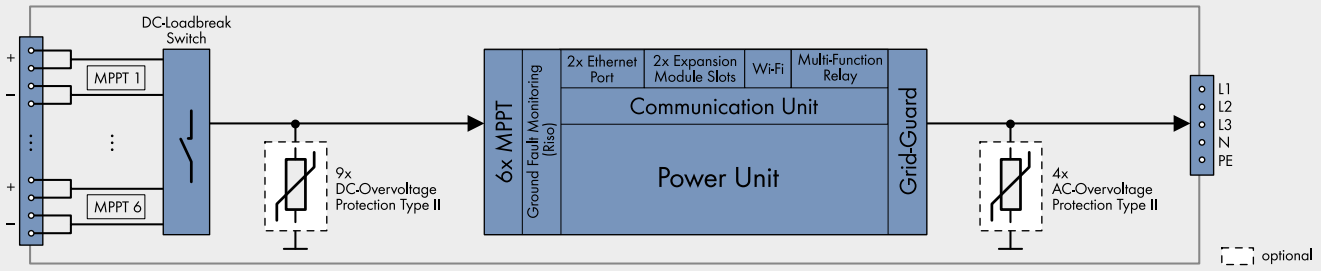 DC-Loadbreak
Switch
+
MPPT 1
−
...
...
+
MPPT 6
−
9x
DC-Overvoltage
Protection Type II
6x MPPT
Ground Fault Monitoring
(Riso)
2x Ethernet
Port
2x Expansion
Module Slots
Wi-Fi
Multi-Function
Relay
Communication Unit
Power Unit
Grid-Guard
4x
AC-Overvoltage
Protection Type II
L1
L2
L3
N
PE
optional